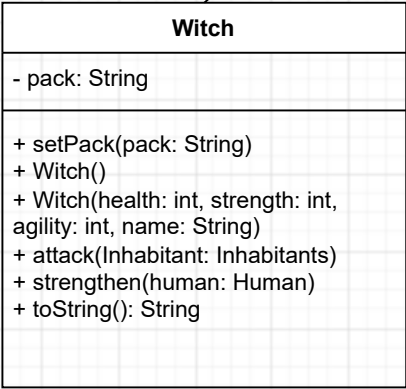 Witch
- pack: String
+ setPack(pack: String)
+ Witch()
+ Witch(health: int, strength: int,
agility: int, name: String)
+ attack(Inhabitant: Inhabitants)
+ strengthen(human: Human)
+ toString(): String